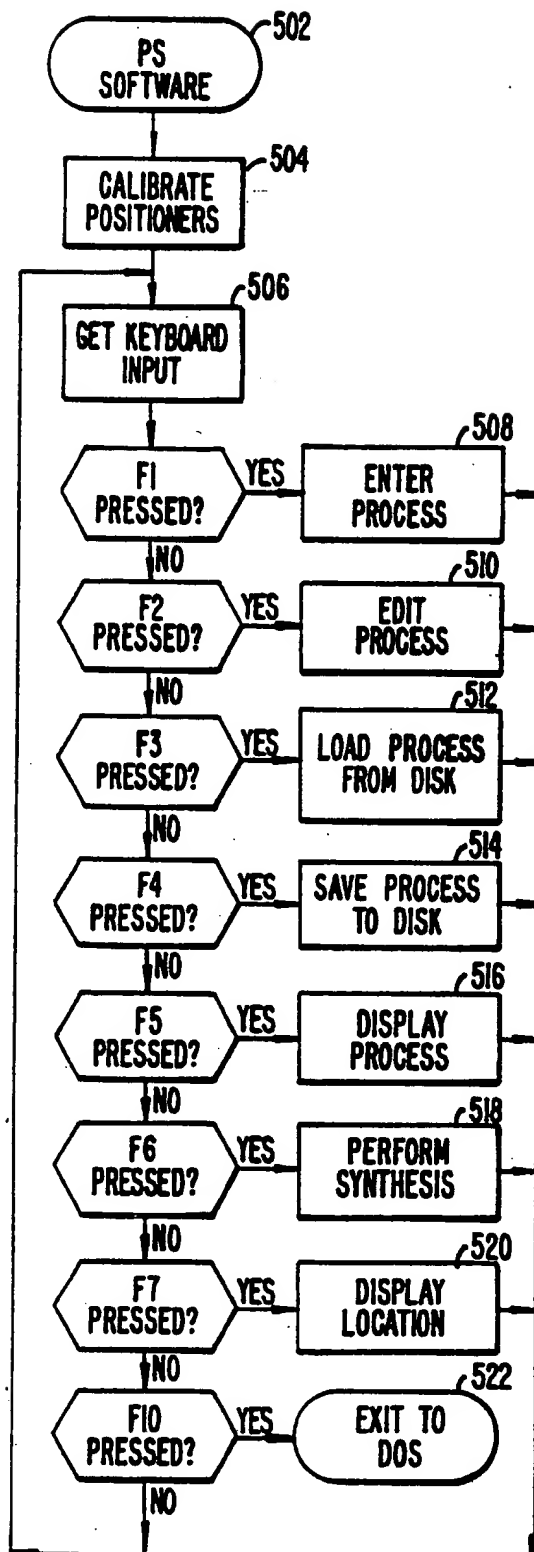 502
PS
SOFTWARE
504
CALIBRATE
POSITIONERS
506
GET KEYBOARD
INPUT
F1
PRESSED?
YES
508
ENTER
PROCESS
NO
F2
PRESSED?
YES
510
EDIT
PROCESS
NO
F3
PRESSED?
YES
512
LOAD PROCESS
FROM DISK
NO
F4
PRESSED?
YES
514
SAVE PROCESS
TO DISK
NO
F5
PRESSED?
YES
516
DISPLAY
PROCESS
NO
F6
PRESSED?
YES
518
PERFORM
SYNTHESIS
NO
F7
PRESSED?
YES
520
DISPLAY
LOCATION
NO
F10
PRESSED?
YES
522
EXIT TO
DOS
NO